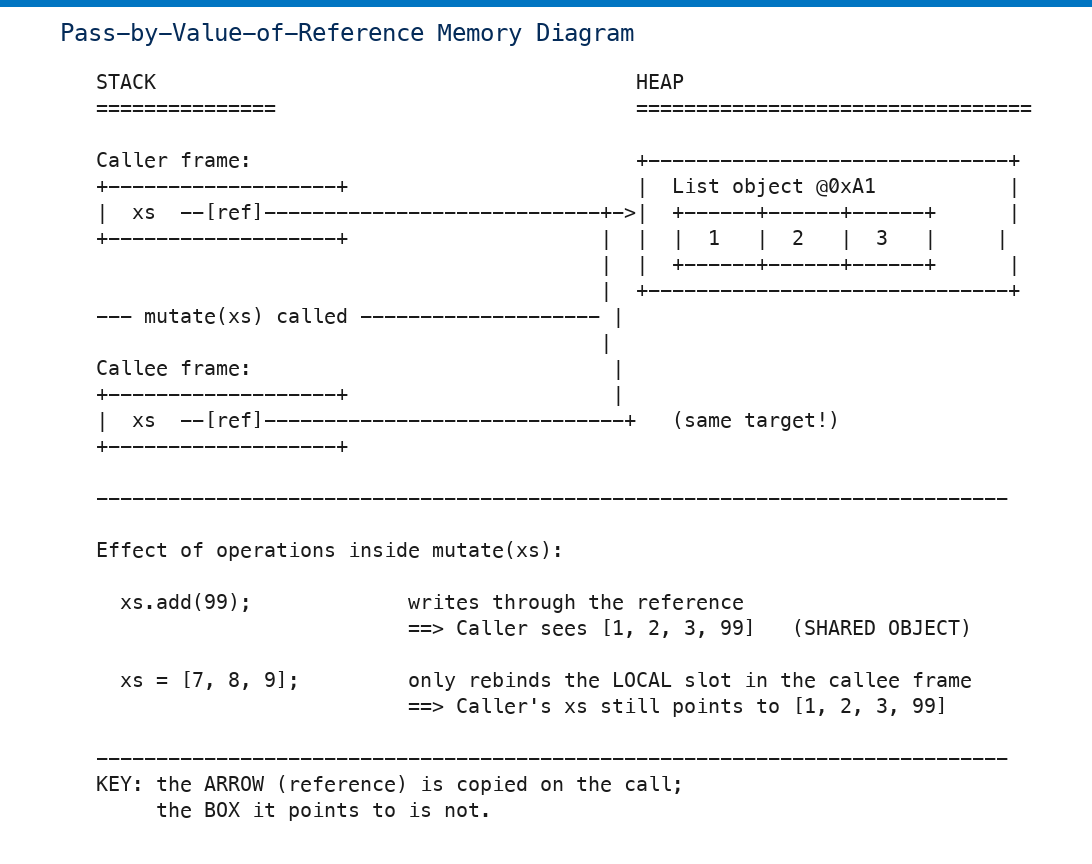 Pass-by-Value-of-Reference Memory Diagram
STACK                                        HEAP
===============                              =================================

Caller frame:                                +------------------------------+
+-------------------+                        |  List object @0xA1           |
|  xs  --[ref]----------------------------+->|  +------+------+------+      |
+-------------------+                     |  |  |  1   |  2   |  3   |     |
                                          |  |  +------+------+------+      |
                                          |  +------------------------------+
--- mutate(xs) called -------------------- |
                                          |
Callee frame:                              |
+-------------------+                      |
|  xs  --[ref]------------------------------+   (same target!)
+-------------------+

----------------------------------------------------------------------------

Effect of operations inside mutate(xs):

  xs.add(99);             writes through the reference
                          ==> Caller sees [1, 2, 3, 99]   (SHARED OBJECT)

  xs = [7, 8, 9];         only rebinds the LOCAL slot in the callee frame
                          ==> Caller's xs still points to [1, 2, 3, 99]

----------------------------------------------------------------------------
KEY: the ARROW (reference) is copied on the call;
     the BOX it points to is not.